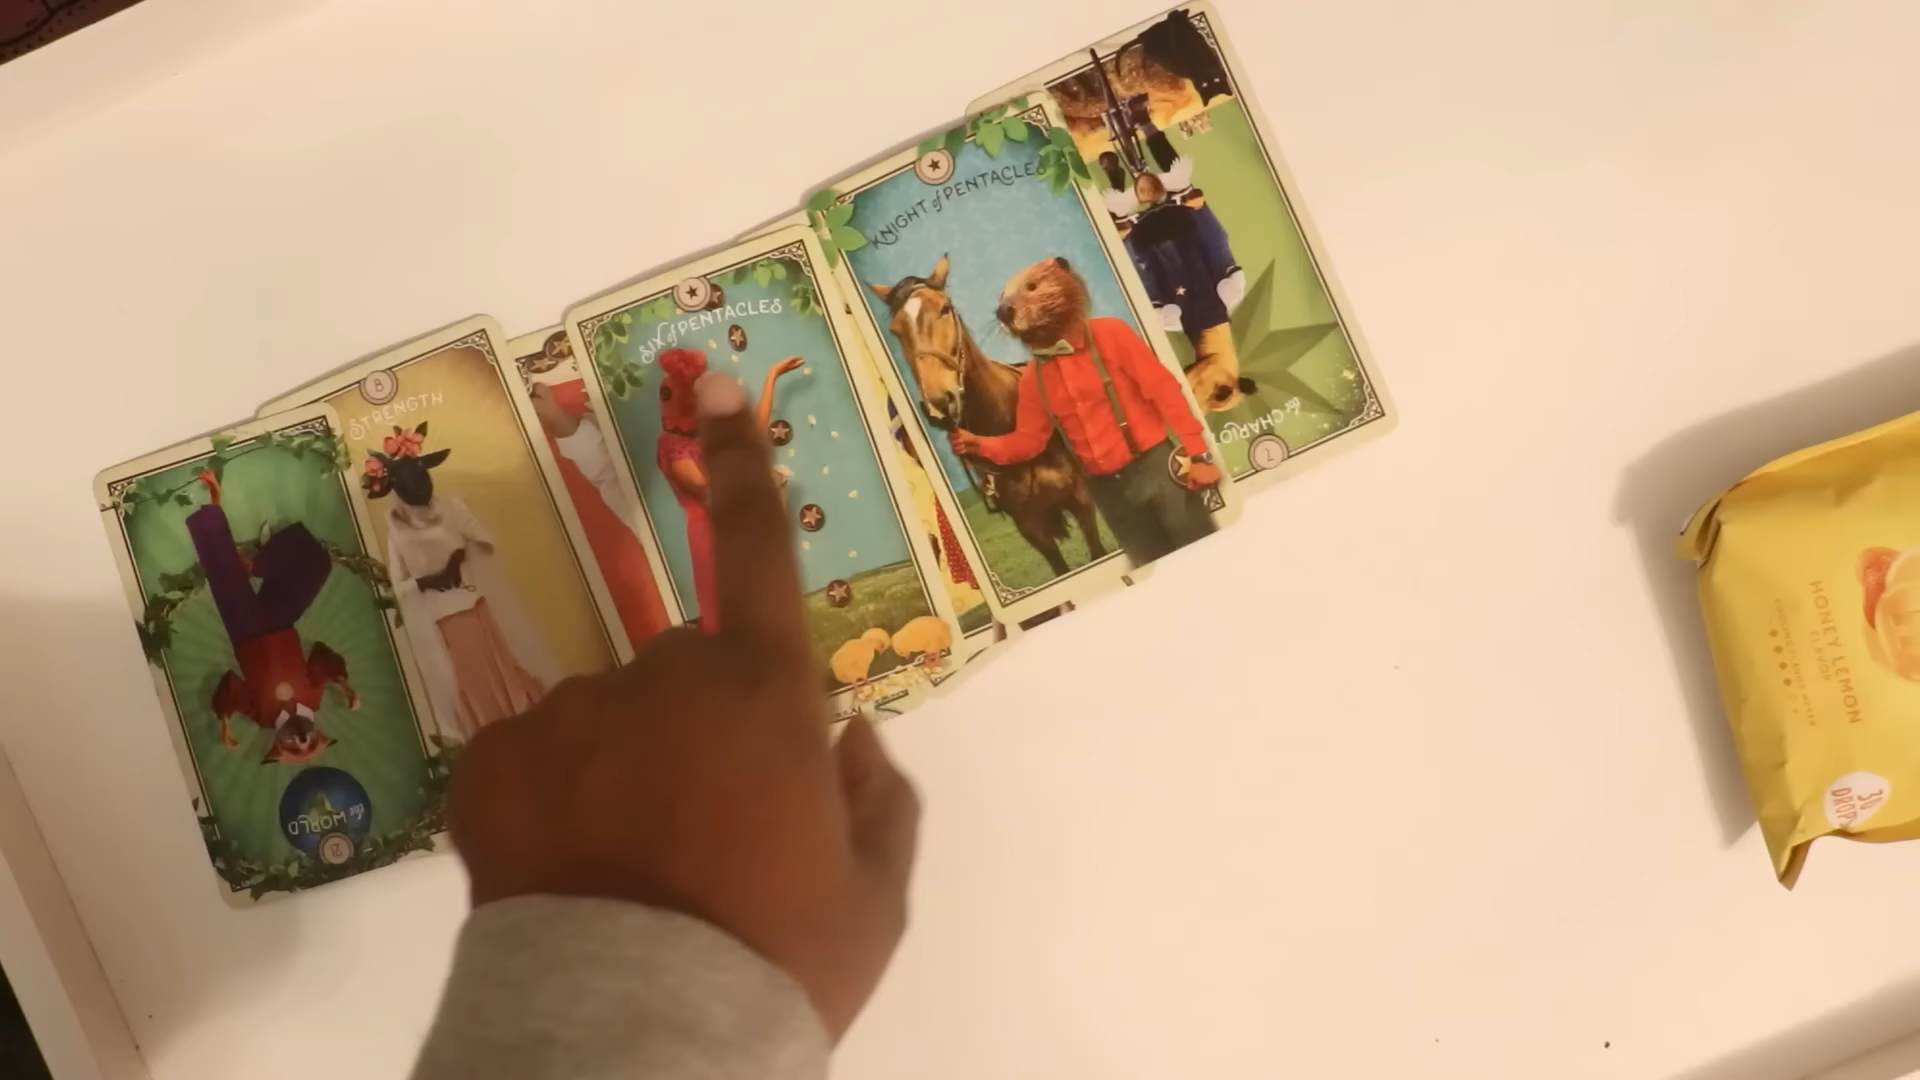 KNIGHT of PENTACLES
SIX of PENTACLES
8
STRENGTH
the CHARIOT
7
the WORLD
21
HONEY LEMON
FLAVOR
30
DROPS